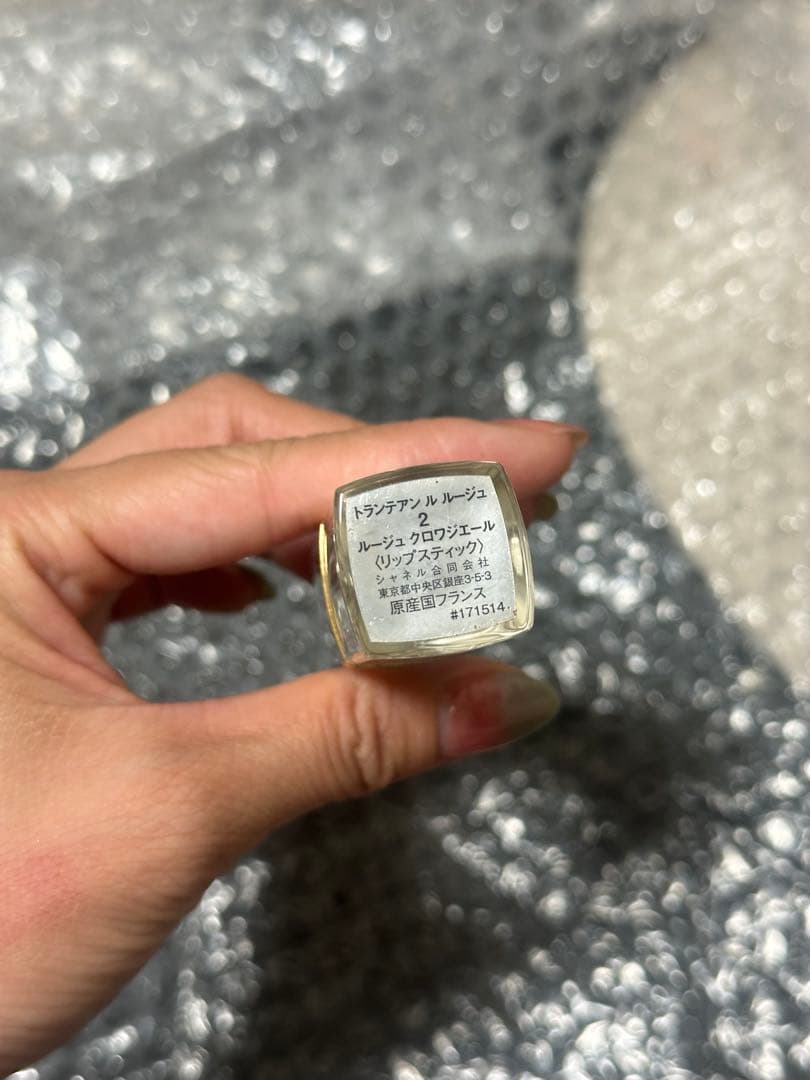 トランテアン ル ルージュ
2
ルージュ クロワジエール
〈リップスティック〉
シャネル合同会社
東京都中央区銀座3-5-3
原産国フランス
#171514